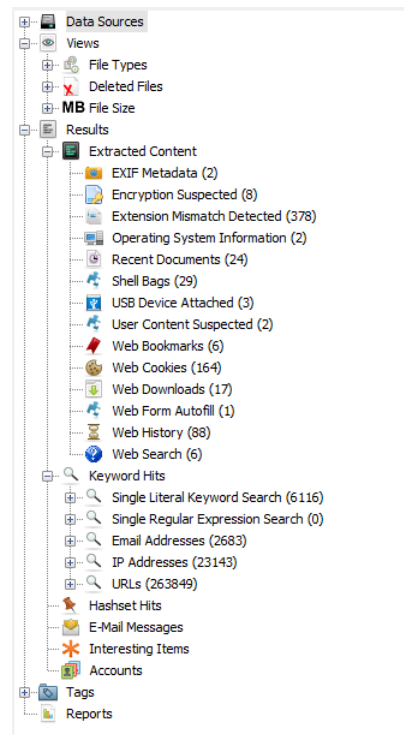 Data Sources
Views
File Types
Deleted Files
MB File Size
Results
Extracted Content
EXIF Metadata (2)
Encryption Suspected (8)
Extension Mismatch Detected (378)
Operating System Information (2)
Recent Documents (24)
Shell Bags (29)
USB Device Attached (3)
User Content Suspected (2)
Web Bookmarks (6)
Web Cookies (164)
Web Downloads (17)
Web Form Autofill (1)
Web History (88)
Web Search (6)
Keyword Hits
Single Literal Keyword Search (6116)
Single Regular Expression Search (0)
Email Addresses (2683)
IP Addresses (23143)
URLs (263849)
Hashset Hits
E-Mail Messages
Interesting Items
Accounts
Tags
Reports